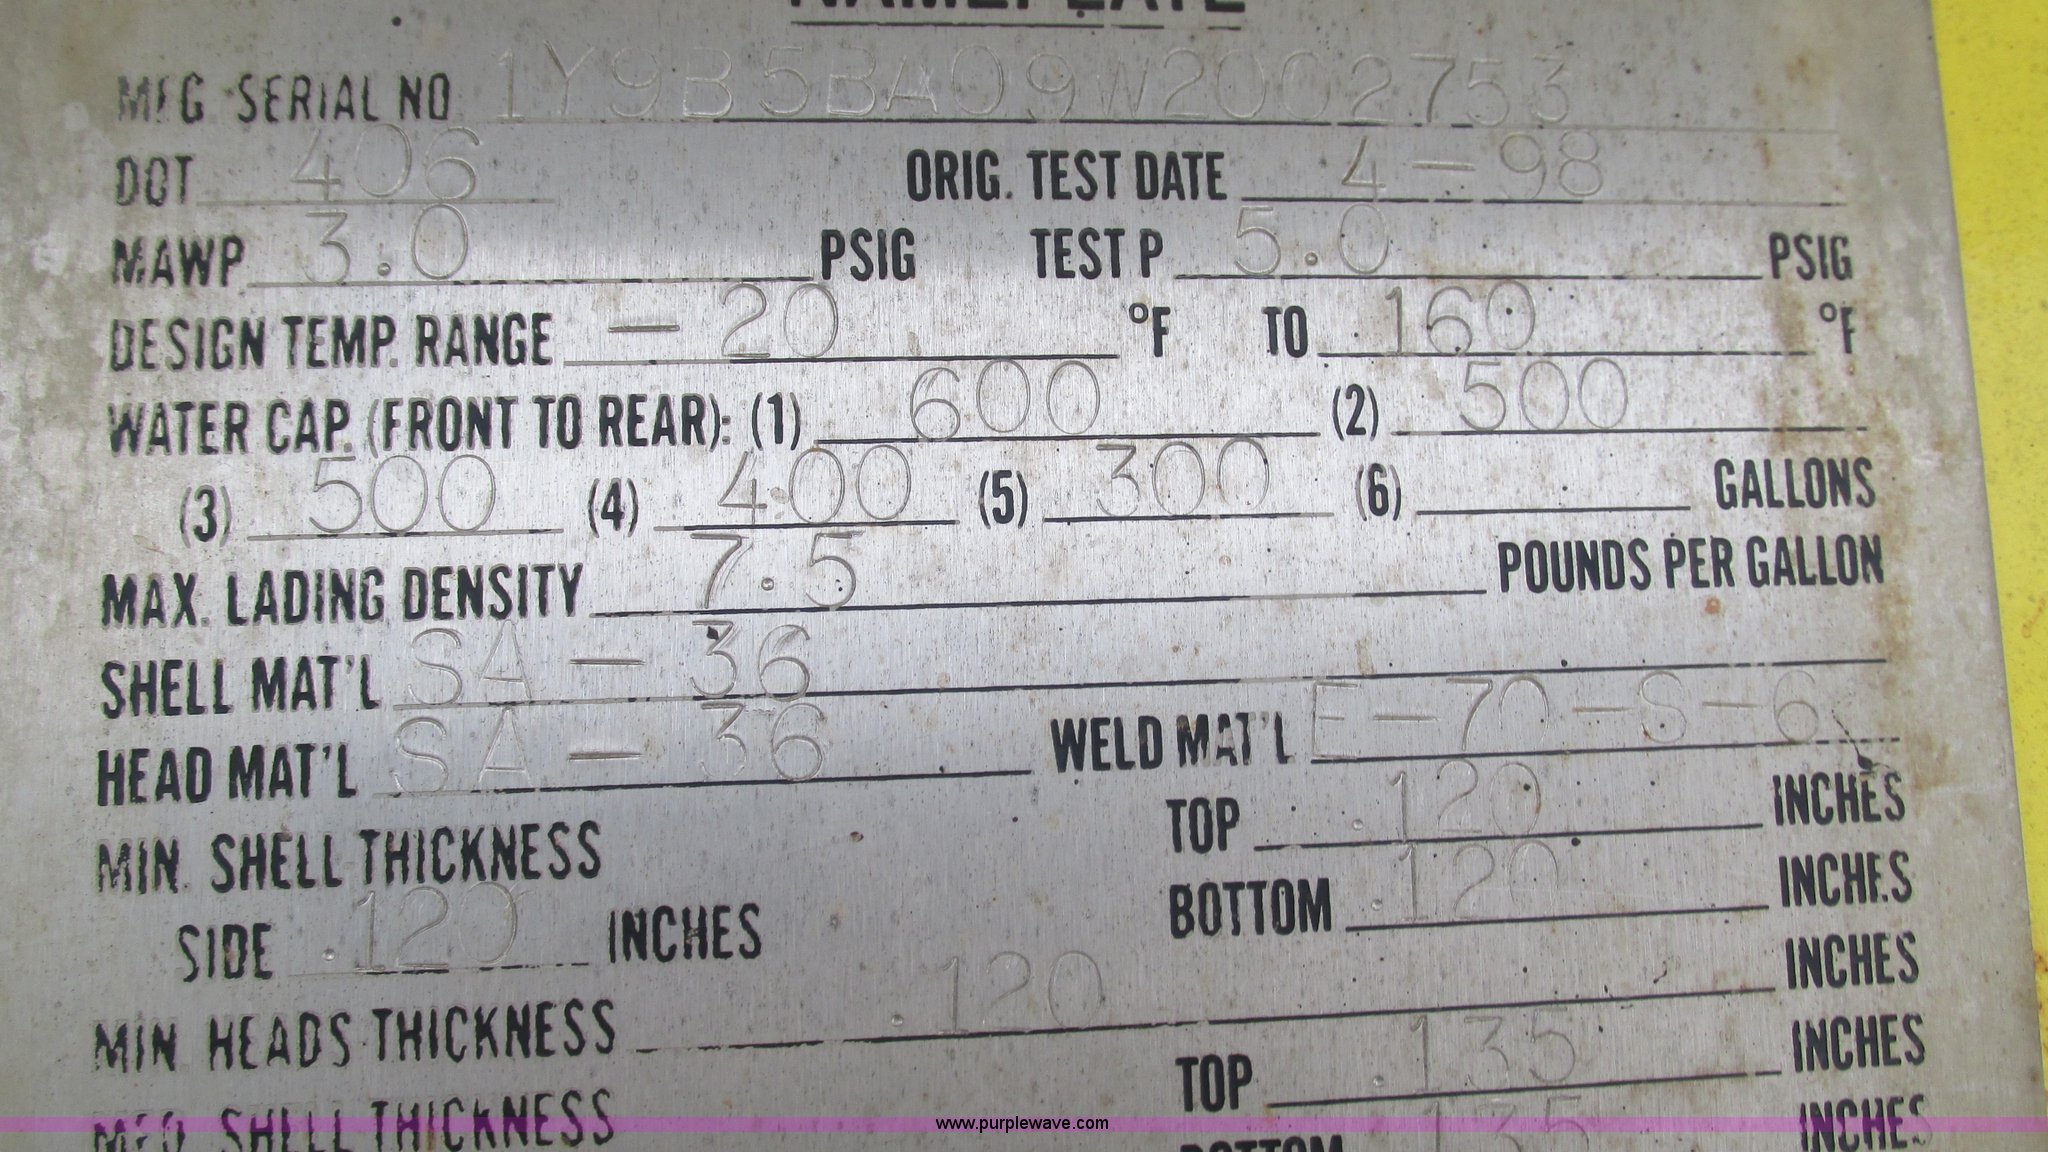 NAMEPLATE
MFG SERIAL NO 1Y9B5BA09W2002753
DOT 406 ORIG. TEST DATE 4-98
MAWP 3.0 PSIG TEST P 5.0 PSIG
DESIGN TEMP. RANGE -20 °F TO 160 °F
WATER CAP. (FRONT TO REAR): (1) 600 (2) 500
(3) 500 (4) 400 (5) 300 (6) GALLONS
MAX. LADING DENSITY 7.5 POUNDS PER GALLON
SHELL MAT'L SA-36
HEAD MAT'L SA-36 WELD MAT'L E-70-S-6
MIN. SHELL THICKNESS TOP .120 INCHES
SIDE .120 INCHES BOTTOM .120 INCHES
MIN HEADS THICKNESS .120 INCHES
MFD. SHELL THICKNESS TOP .135 INCHES
BOTTOM .135 INCHES
www.purplewave.com